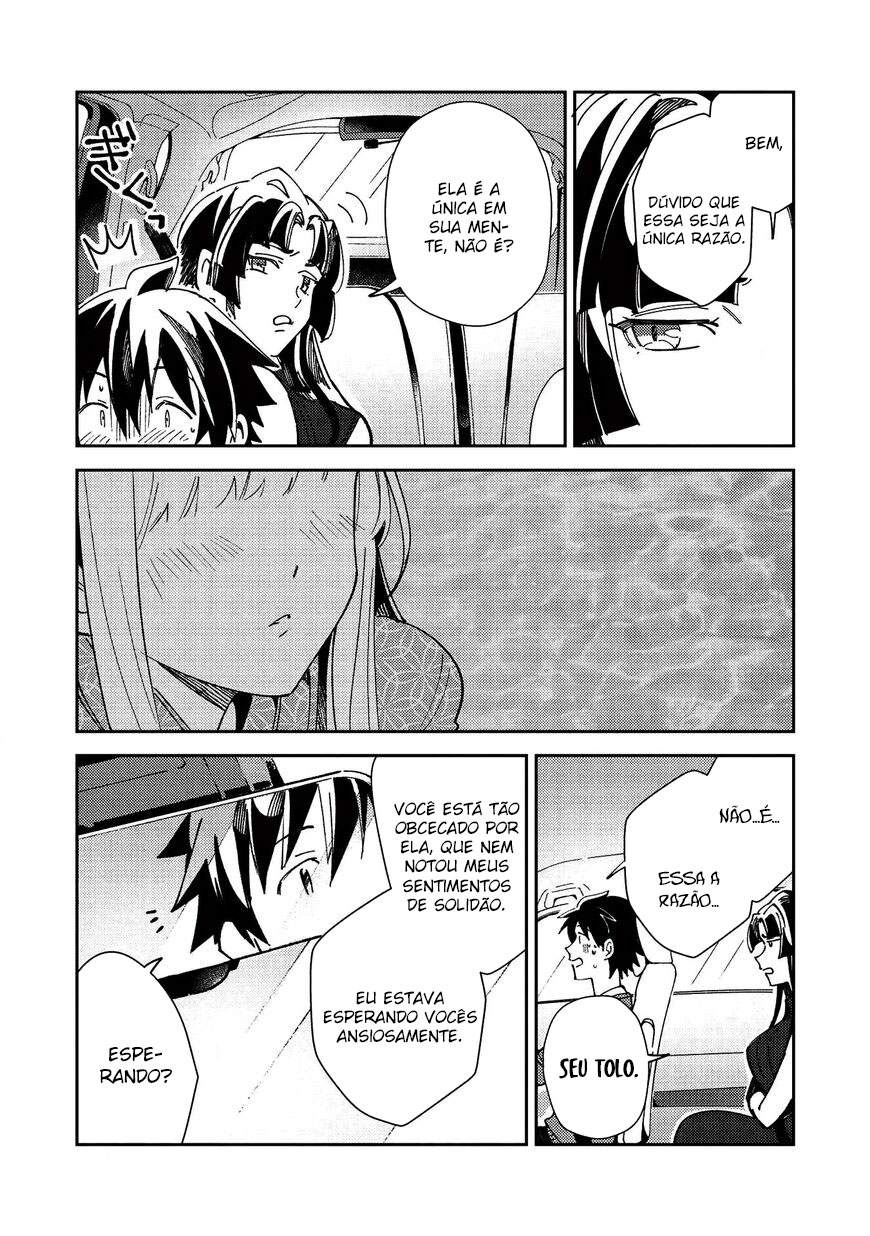 BEM,
DÚVIDO QUE
ESSA SEJA A
ÚNICA RAZÃO.
ELA É A
ÚNICA EM
SUA MEN-
TE, NÃO É?
NÃO...É...
ESSA A
RAZÃO...
SEU TOLO.
VOCÊ ESTÁ TÃO
OBCECADO POR
ELA, QUE NEM
NOTOU MEUS
SENTIMENTOS
DE SOLIDÃO.
EU ESTAVA
ESPERANDO VOCÊS
ANSIOSAMENTE.
ESPE-
RANDO?